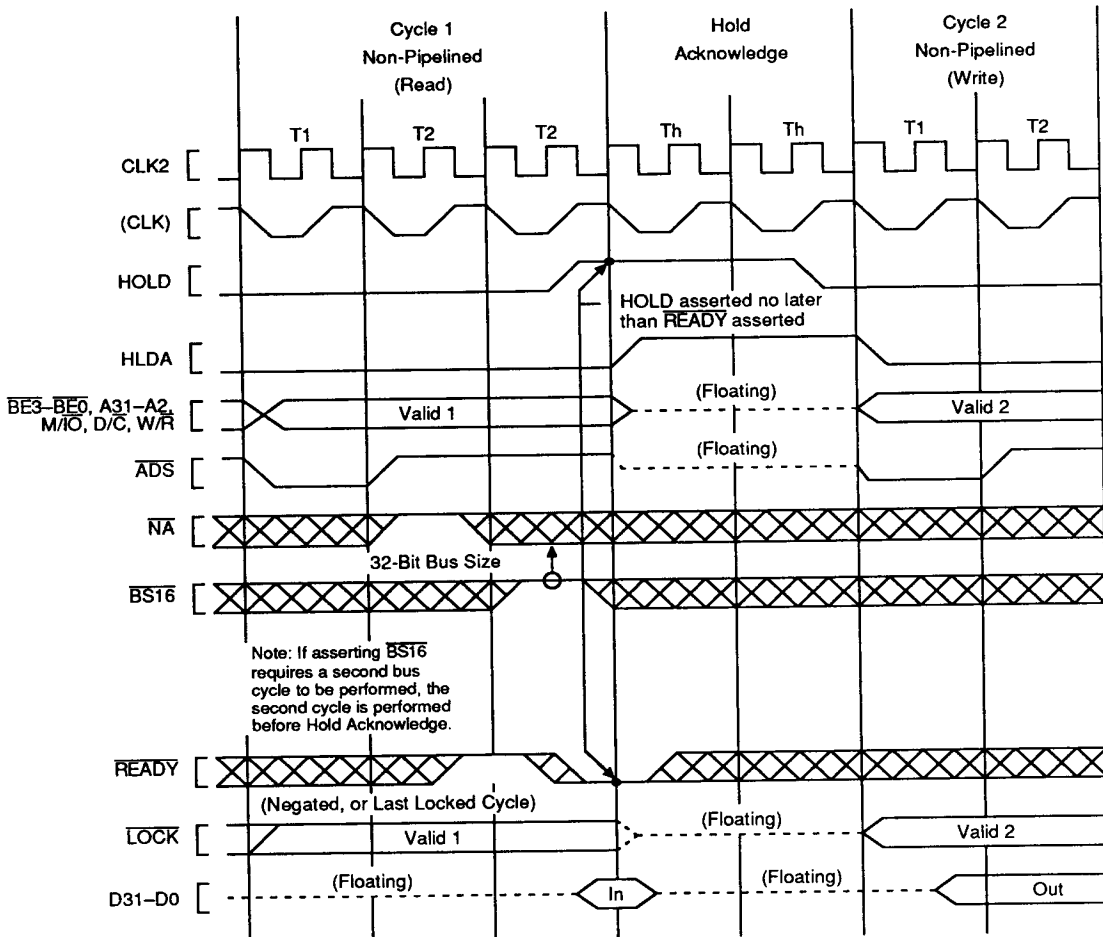 Cycle 1
Non-Pipelined
(Read)
Hold
Acknowledge
Cycle 2
Non-Pipelined
(Write)
T1 T2 T2 Th Th T1 T2
CLK2
(CLK)
HOLD
HOLD asserted no later
than READY asserted
HLDA
BE3–BE0, A31–A2,
M/IO, D/C, W/R
Valid 1
(Floating)
Valid 2
ADS
(Floating)
NA
32-Bit Bus Size
BS16
Note: If asserting BS16
requires a second bus
cycle to be performed, the
second cycle is performed
before Hold Acknowledge.
READY
(Negated, or Last Locked Cycle)
LOCK
Valid 1
(Floating)
Valid 2
D31–D0
(Floating)
In
(Floating)
Out